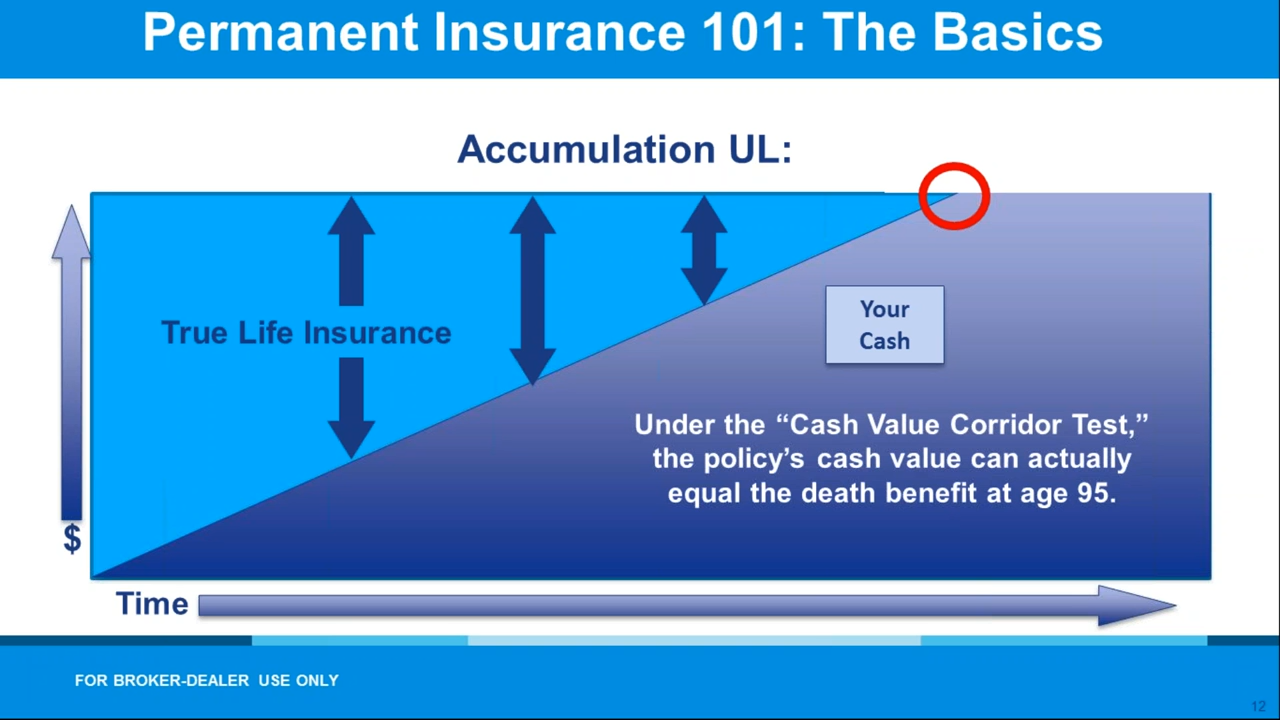 Permanent Insurance 101: The Basics
Accumulation UL:
True Life Insurance
Your
Cash
Under the “Cash Value Corridor Test,”
the policy’s cash value can actually
equal the death benefit at age 95.
$
Time
FOR BROKER-DEALER USE ONLY
12